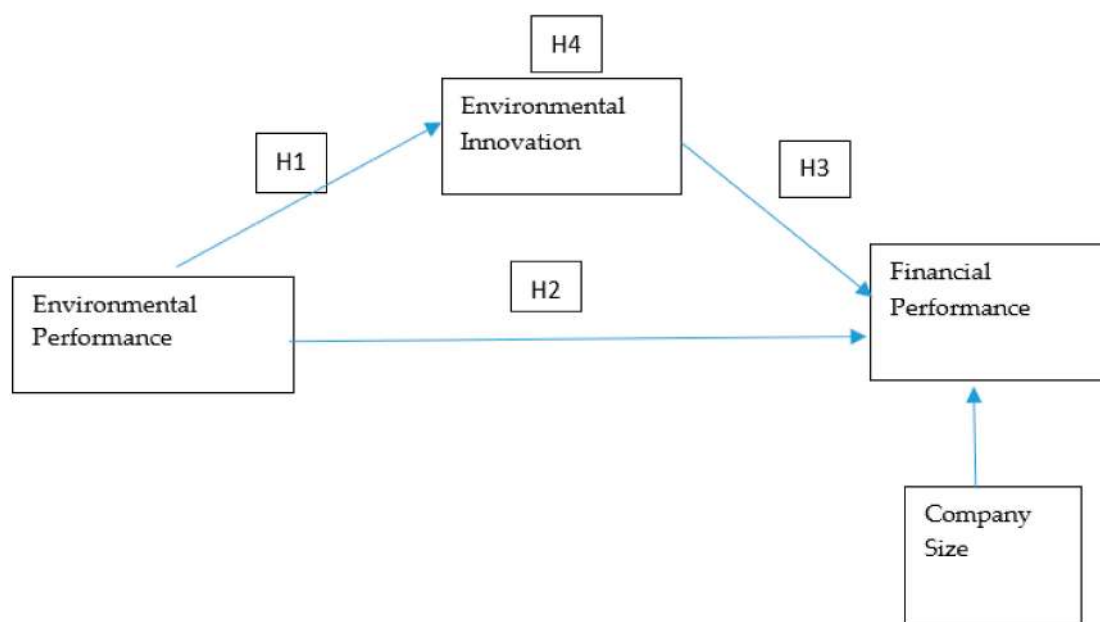 H4
Environmental
Innovation
H1
H3
Environmental
Performance
H2
Financial
Performance
Company
Size